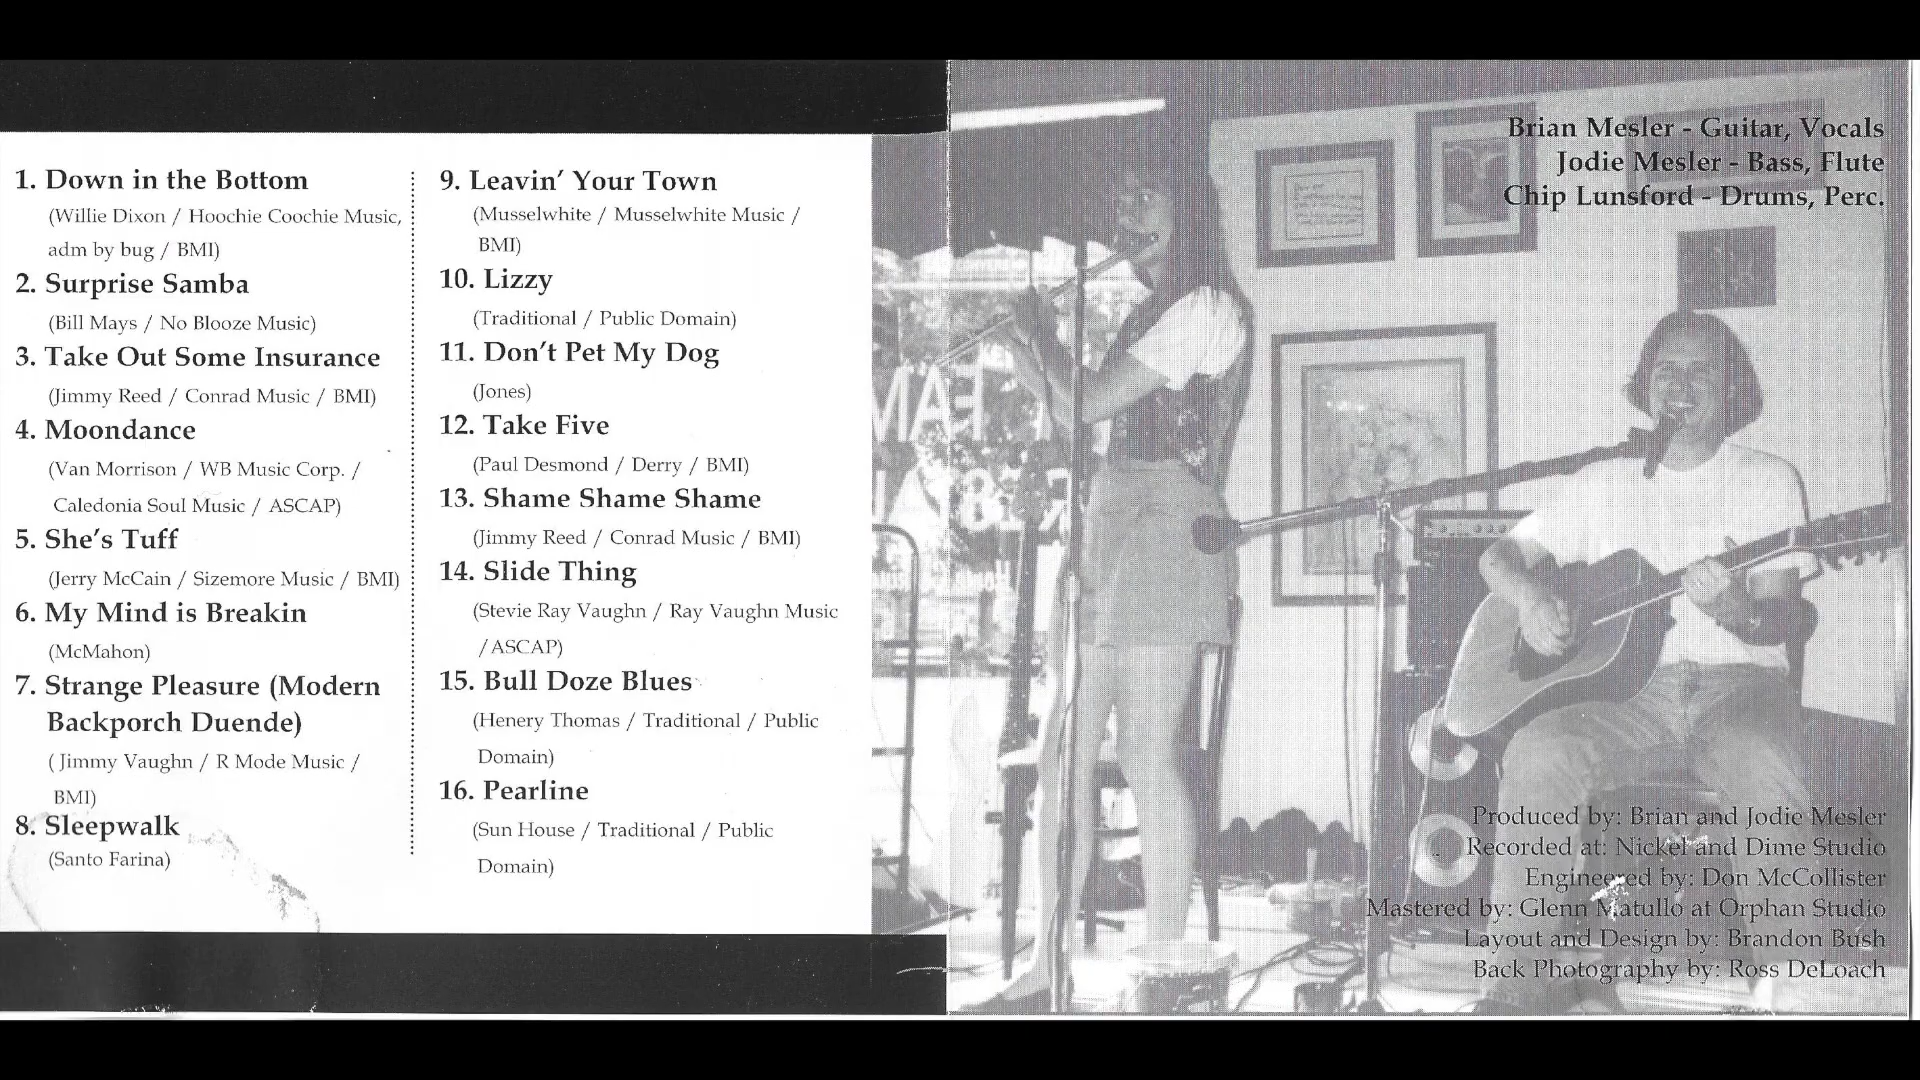 1. Down in the Bottom
(Willie Dixon / Hoochie Coochie Music,
adm by bug / BMI)
2. Surprise Samba
(Bill Mays / No Blooze Music)
3. Take Out Some Insurance
(Jimmy Reed / Conrad Music / BMI)
4. Moondance
(Van Morrison / WB Music Corp. /
Caledonia Soul Music / ASCAP)
5. She's Tuff
(Jerry McCain / Sizemore Music / BMI)
6. My Mind is Breakin
(McMahon)
7. Strange Pleasure (Modern
Backporch Duende)
( Jimmy Vaughn / R Mode Music /
BMI)
8. Sleepwalk
(Santo Farina)
9. Leavin' Your Town
(Musselwhite / Musselwhite Music /
BMI)
10. Lizzy
(Traditional / Public Domain)
11. Don't Pet My Dog
(Jones)
12. Take Five
(Paul Desmond / Derry / BMI)
13. Shame Shame Shame
(Jimmy Reed / Conrad Music / BMI)
14. Slide Thing
(Stevie Ray Vaughn / Ray Vaughn Music
/ ASCAP)
15. Bull Doze Blues
(Henery Thomas / Traditional / Public
Domain)
16. Pearline
(Sun House / Traditional / Public
Domain)
Brian Mesler - Guitar, Vocals
Jodie Mesler - Bass, Flute
Chip Lunsford - Drums, Perc.
Produced by: Brian and Jodie Mesler
Recorded at: Nickel and Dime Studio
Engineered by: Don McCollister
Mastered by: Glenn Matullo at Orphan Studio
Layout and Design by: Brandon Bush
Back Photography by: Ross DeLoach